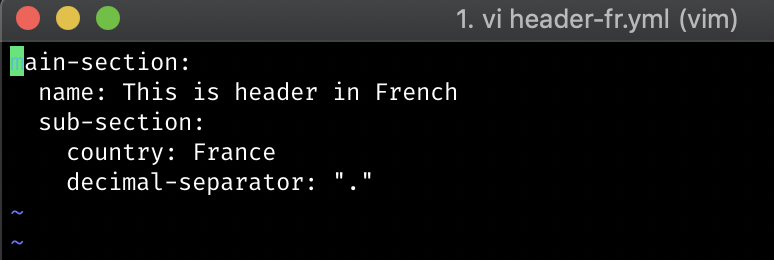 1. vi header-fr.yml (vim)
main-section:
  name: This is header in French
  sub-section:
    country: France
    decimal-separator: "."
~
~